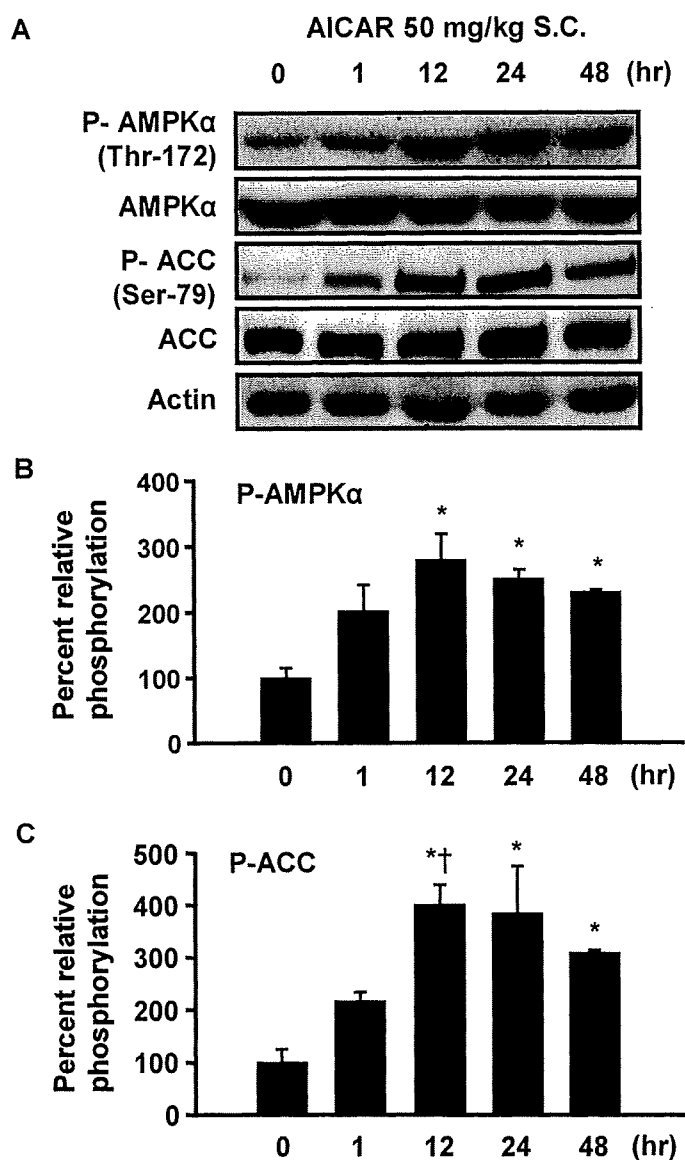 A
AICAR 50 mg/kg S.C.
0 1 12 24 48 (hr)
P- AMPKα
(Thr-172)
AMPKα
P- ACC
(Ser-79)
ACC
Actin
B
P-AMPKα
Percent relative
phosphorylation
400
300
200
100
0
* * *
0 1 12 24 48 (hr)
C
P-ACC
Percent relative
phosphorylation
500
400
300
200
100
0
*† * *
0 1 12 24 48 (hr)